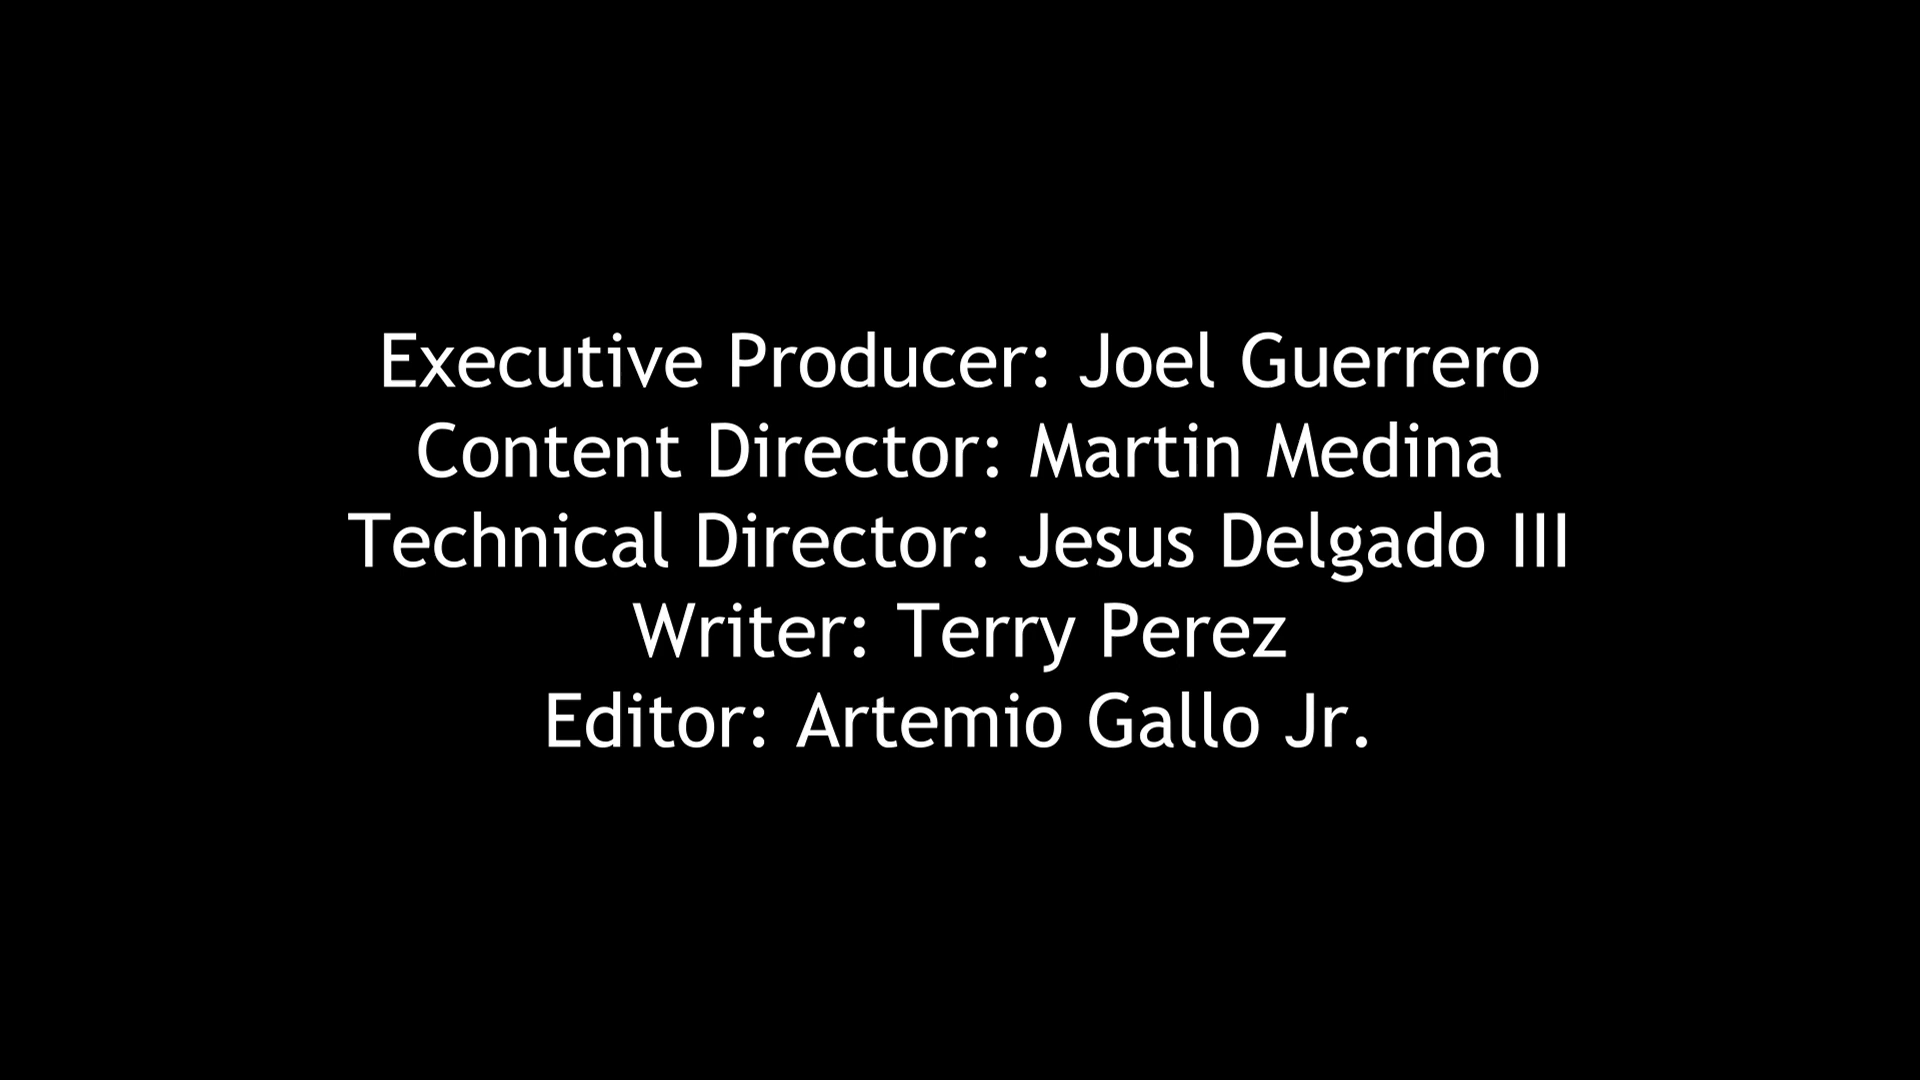 Executive Producer: Joel Guerrero
Content Director: Martin Medina
Technical Director: Jesus Delgado III
Writer: Terry Perez
Editor: Artemio Gallo Jr.